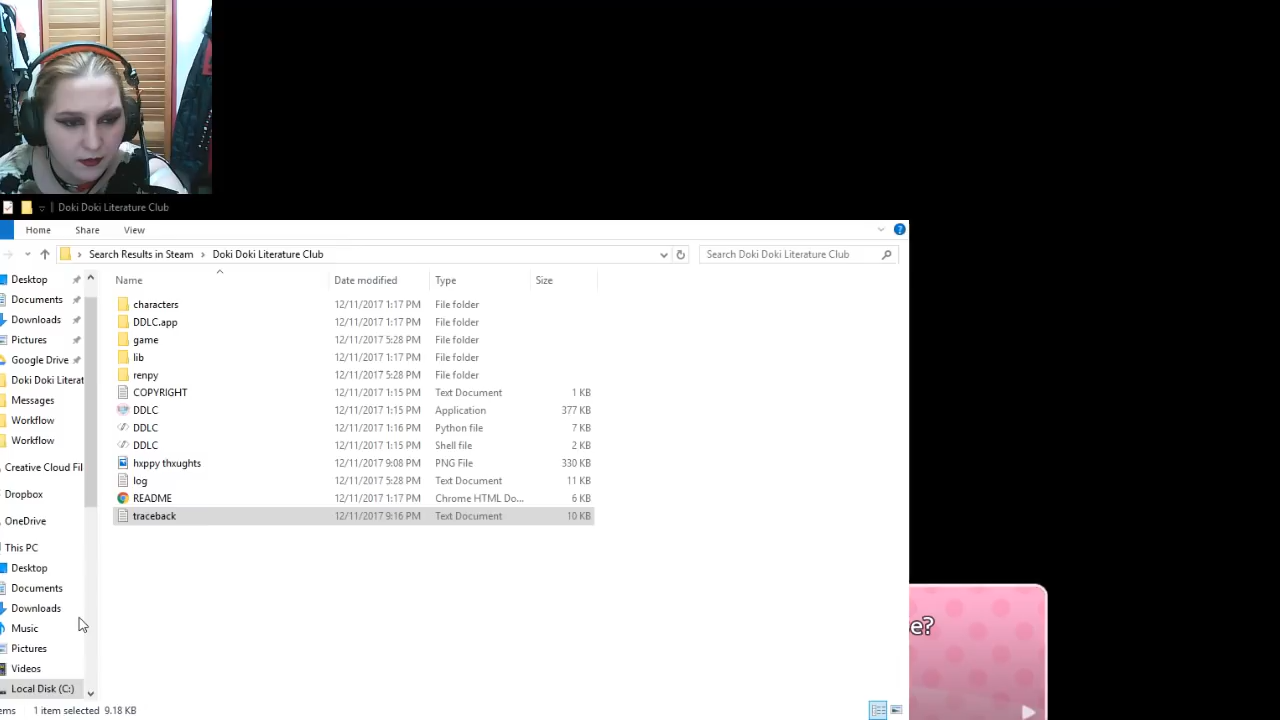 Doki Doki Literature Club
Home Share View
Search Results in Steam Doki Doki Literature Club Search Doki Doki Literature Club
Name Date modified Type Size
characters 12/11/2017 1:17 PM File folder
DDLC.app 12/11/2017 1:17 PM File folder
game 12/11/2017 5:28 PM File folder
lib 12/11/2017 1:17 PM File folder
renpy 12/11/2017 5:28 PM File folder
COPYRIGHT 12/11/2017 1:15 PM Text Document 1 KB
DDLC 12/11/2017 1:15 PM Application 377 KB
DDLC 12/11/2017 1:16 PM Python file 7 KB
DDLC 12/11/2017 1:15 PM Shell file 2 KB
hxppy thxughts 12/11/2017 9:08 PM PNG File 330 KB
log 12/11/2017 5:28 PM Text Document 11 KB
README 12/11/2017 1:17 PM Chrome HTML Do... 6 KB
traceback 12/11/2017 9:16 PM Text Document 10 KB
Desktop
Documents
Downloads
Pictures
Google Drive
Doki Doki Literat
Messages
Workflow
Workflow
Creative Cloud Fil
Dropbox
OneDrive
This PC
Desktop
Documents
Downloads
Music
Pictures
Videos
Local Disk (C:)
e?
ems 1 item selected 9.18 KB